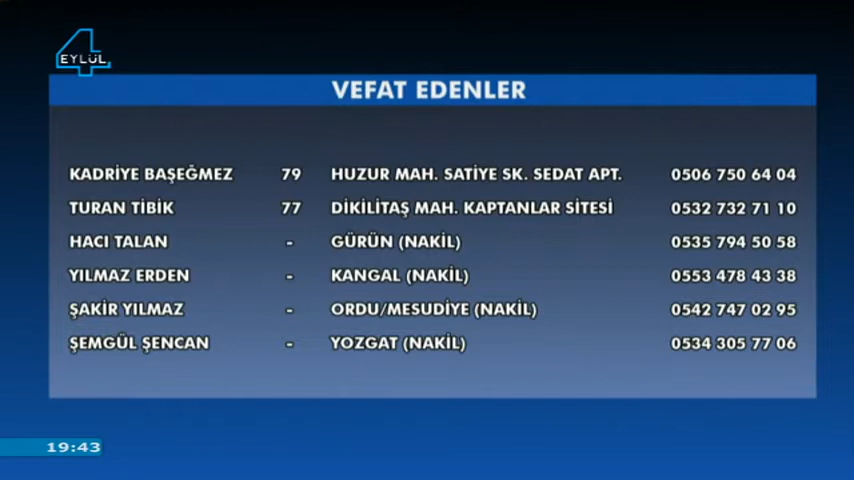 4
EYLÜL
VEFAT EDENLER
KADRİYE BAŞEĞMEZ 79 HUZUR MAH. SATİYE SK. SEDAT APT. 0506 750 64 04
TURAN TİBİK 77 DİKİLİTAŞ MAH. KAPTANLAR SİTESİ 0532 732 71 10
HACI TALAN - GÜRÜN (NAKİL) 0535 794 50 58
YILMAZ ERDEN - KANGAL (NAKİL) 0553 478 43 38
ŞAKİR YILMAZ - ORDU/MESUDİYE (NAKİL) 0542 747 02 95
ŞEMGÜL ŞENCAN - YOZGAT (NAKİL) 0534 305 77 06
19:43